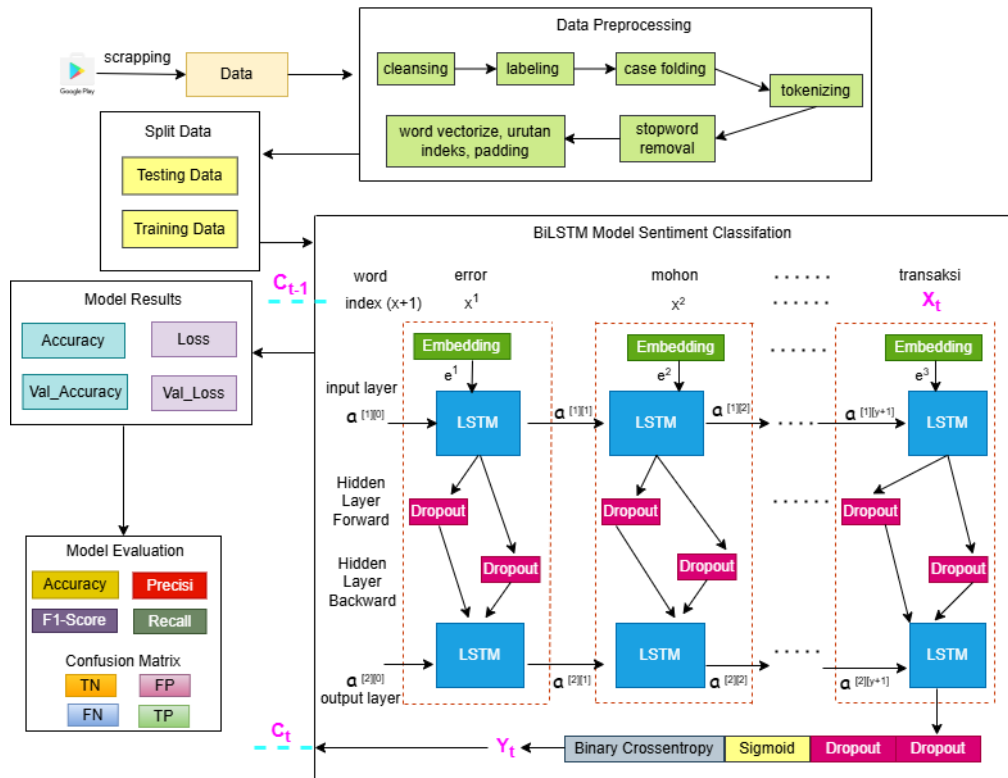 Data Preprocessing
scrapping
Google Play
Data
cleansing
labeling
case folding
tokenizing
stopword
removal
word vectorize, urutan
indeks, padding
Split Data
Testing Data
Training Data
BiLSTM Model Sentiment Classifation
C t-1
word
error
mohon
......
transaksi
index (x+1)
x1
x2
......
Xt
Model Results
Accuracy
Loss
Val_Accuracy
Val_Loss
Embedding
Embedding
......
Embedding
e1
e2
e3
input layer
LSTM
LSTM
LSTM
a [1][0]
a [1][1]
a [1][2]
.....
a [1][y+1]
Hidden
Layer
Forward
Dropout
Dropout
......
Dropout
Hidden
Layer
Backward
Dropout
Dropout
Dropout
LSTM
LSTM
.....
LSTM
a [2][0]
a [2][1]
a [2][2]
a [2][y+1]
output layer
Model Evaluation
Accuracy
Precisi
F1-Score
Recall
Confusion Matrix
TN
FP
FN
TP
Ct
Yt
Binary Crossentropy
Sigmoid
Dropout
Dropout